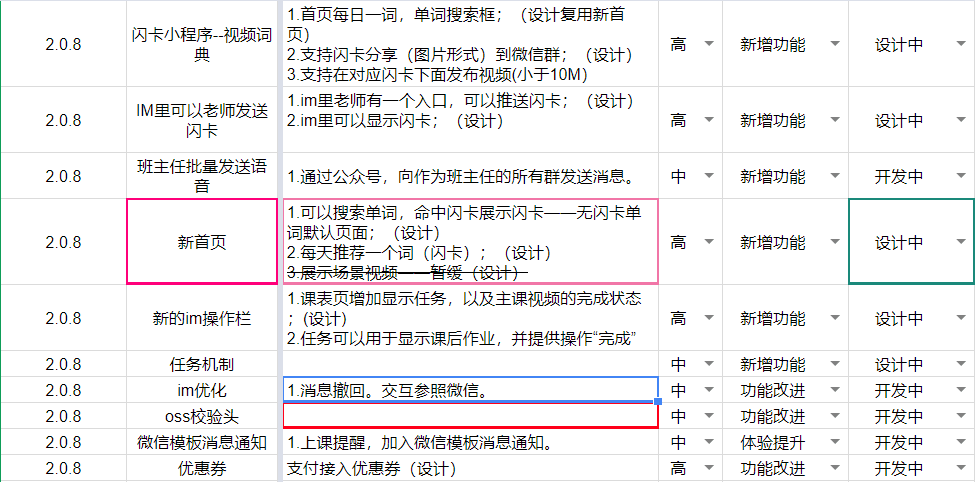 2.0.8
闪卡小程序--视频词
典
1.首页每日一词，单词搜索框；（设计复用新首
页）
2.支持闪卡分享（图片形式）到微信群；（设计）
3.支持在对应闪卡下面发布视频(小于10M）
高
新增功能
设计中
2.0.8
IM里可以老师发送
闪卡
1.im里老师有一个入口，可以推送闪卡；（设计）
2.im里可以显示闪卡；（设计）
高
新增功能
设计中
2.0.8
班主任批量发送语
音
1.通过公众号，向作为班主任的所有群发送消息。
中
新增功能
开发中
2.0.8
新首页
1.可以搜索单词，命中闪卡展示闪卡——无闪卡单
词默认页面；（设计）
2.每天推荐一个词（闪卡）；（设计）
3.展示场景视频——暂缓（设计）
高
新增功能
设计中
2.0.8
新的im操作栏
1.课表页增加显示任务，以及主课视频的完成状态
；(设计）
2.任务可以用于显示课后作业，并提供操作“完成”
高
新增功能
设计中
2.0.8
任务机制
中
新增功能
设计中
2.0.8
im优化
1.消息撤回。交互参照微信。
中
功能改进
开发中
2.0.8
oss校验头
中
功能改进
开发中
2.0.8
微信模板消息通知
1.上课提醒，加入微信模板消息通知。
中
体验提升
开发中
2.0.8
优惠券
支付接入优惠券（设计）
高
功能改进
开发中